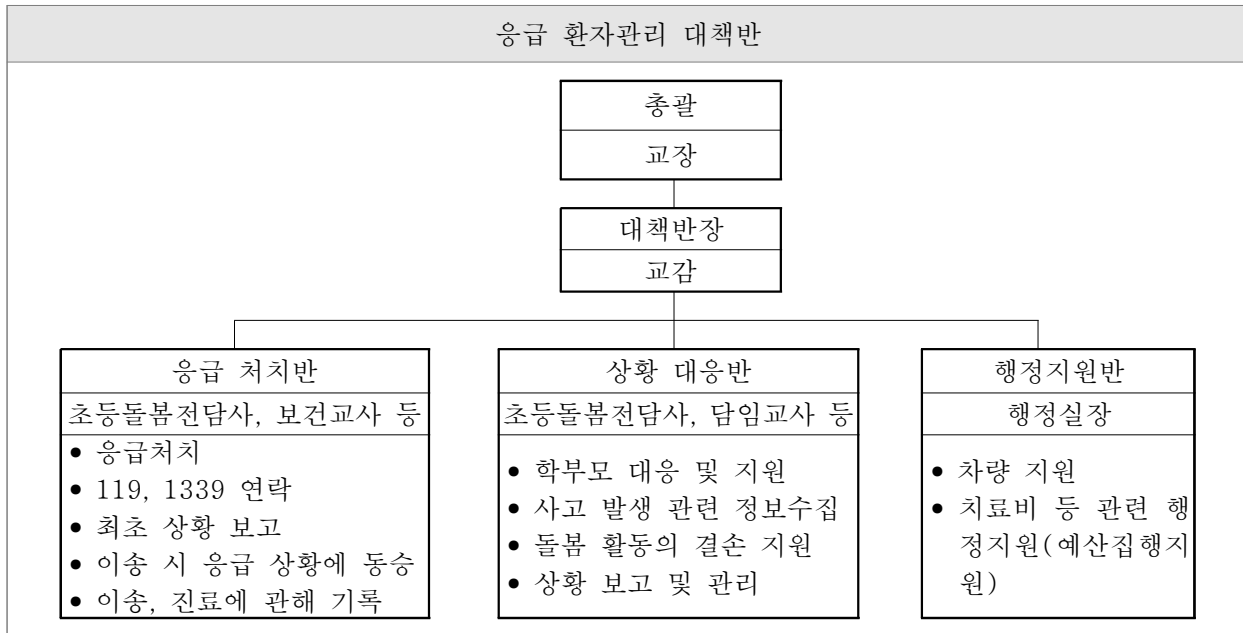 응급 환자관리 대책반
총괄
교장
대책반장
교감
응급 처치반
초등돌봄전담사, 보건교사 등
• 응급처치
• 119, 1339 연락
• 최초 상황 보고
• 이송 시 응급 상황에 동승
• 이송, 진료에 관해 기록
상황 대응반
초등돌봄전담사, 담임교사 등
• 학부모 대응 및 지원
• 사고 발생 관련 정보수집
• 돌봄 활동의 결손 지원
• 상황 보고 및 관리
행정지원반
행정실장
• 차량 지원
• 치료비 등 관련 행
정지원(예산집행지
원)